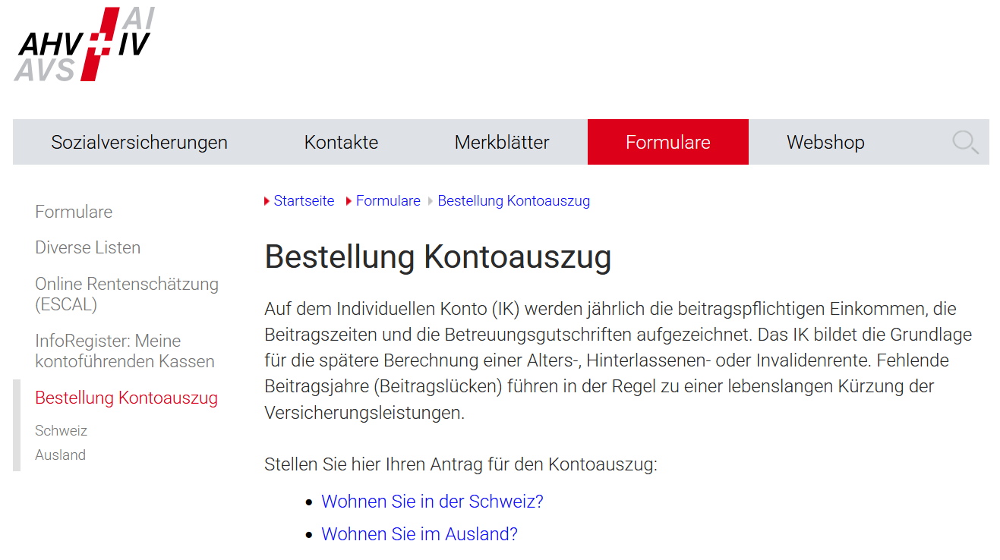 AI
AHV IV
AVS
Sozialversicherungen Kontakte Merkblätter Formulare Webshop
Formulare
Diverse Listen
Online Rentenschätzung
(ESCAL)
InfoRegister: Meine
kontoführenden Kassen
Bestellung Kontoauszug
Schweiz
Ausland
Startseite Formulare Bestellung Kontoauszug
Bestellung Kontoauszug
Auf dem Individuellen Konto (IK) werden jährlich die beitragspflichtigen Einkommen, die
Beitragszeiten und die Betreuungsgutschriften aufgezeichnet. Das IK bildet die Grundlage
für die spätere Berechnung einer Alters-, Hinterlassenen- oder Invalidenrente. Fehlende
Beitragsjahre (Beitragslücken) führen in der Regel zu einer lebenslangen Kürzung der
Versicherungsleistungen.
Stellen Sie hier Ihren Antrag für den Kontoauszug:
• Wohnen Sie in der Schweiz?
• Wohnen Sie im Ausland?